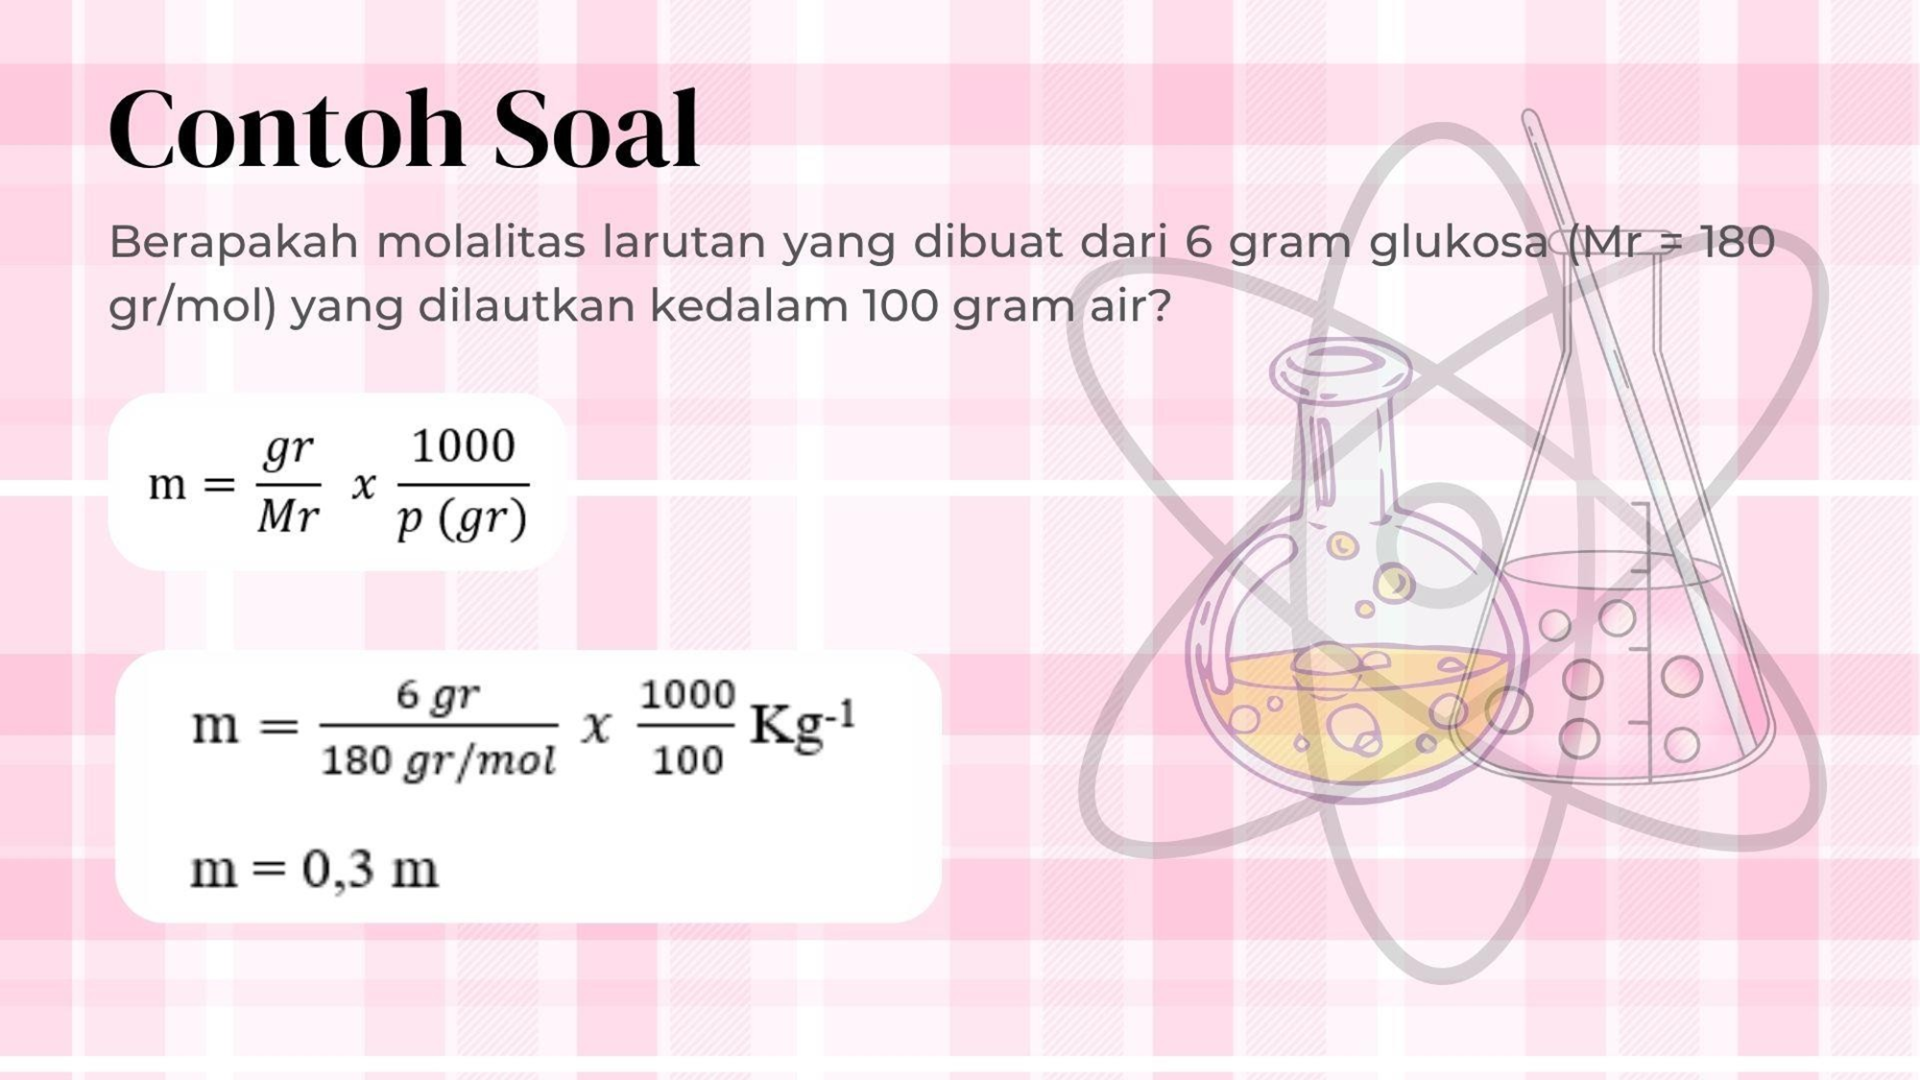 Contoh Soal
Berapakah molalitas larutan yang dibuat dari 6 gram glukosa (Mr = 180
gr/mol) yang dilautkan kedalam 100 gram air?
m = gr/Mr x 1000/p (gr)
m = 6 gr/180 gr/mol x 1000/100 Kg⁻¹
m = 0,3 m